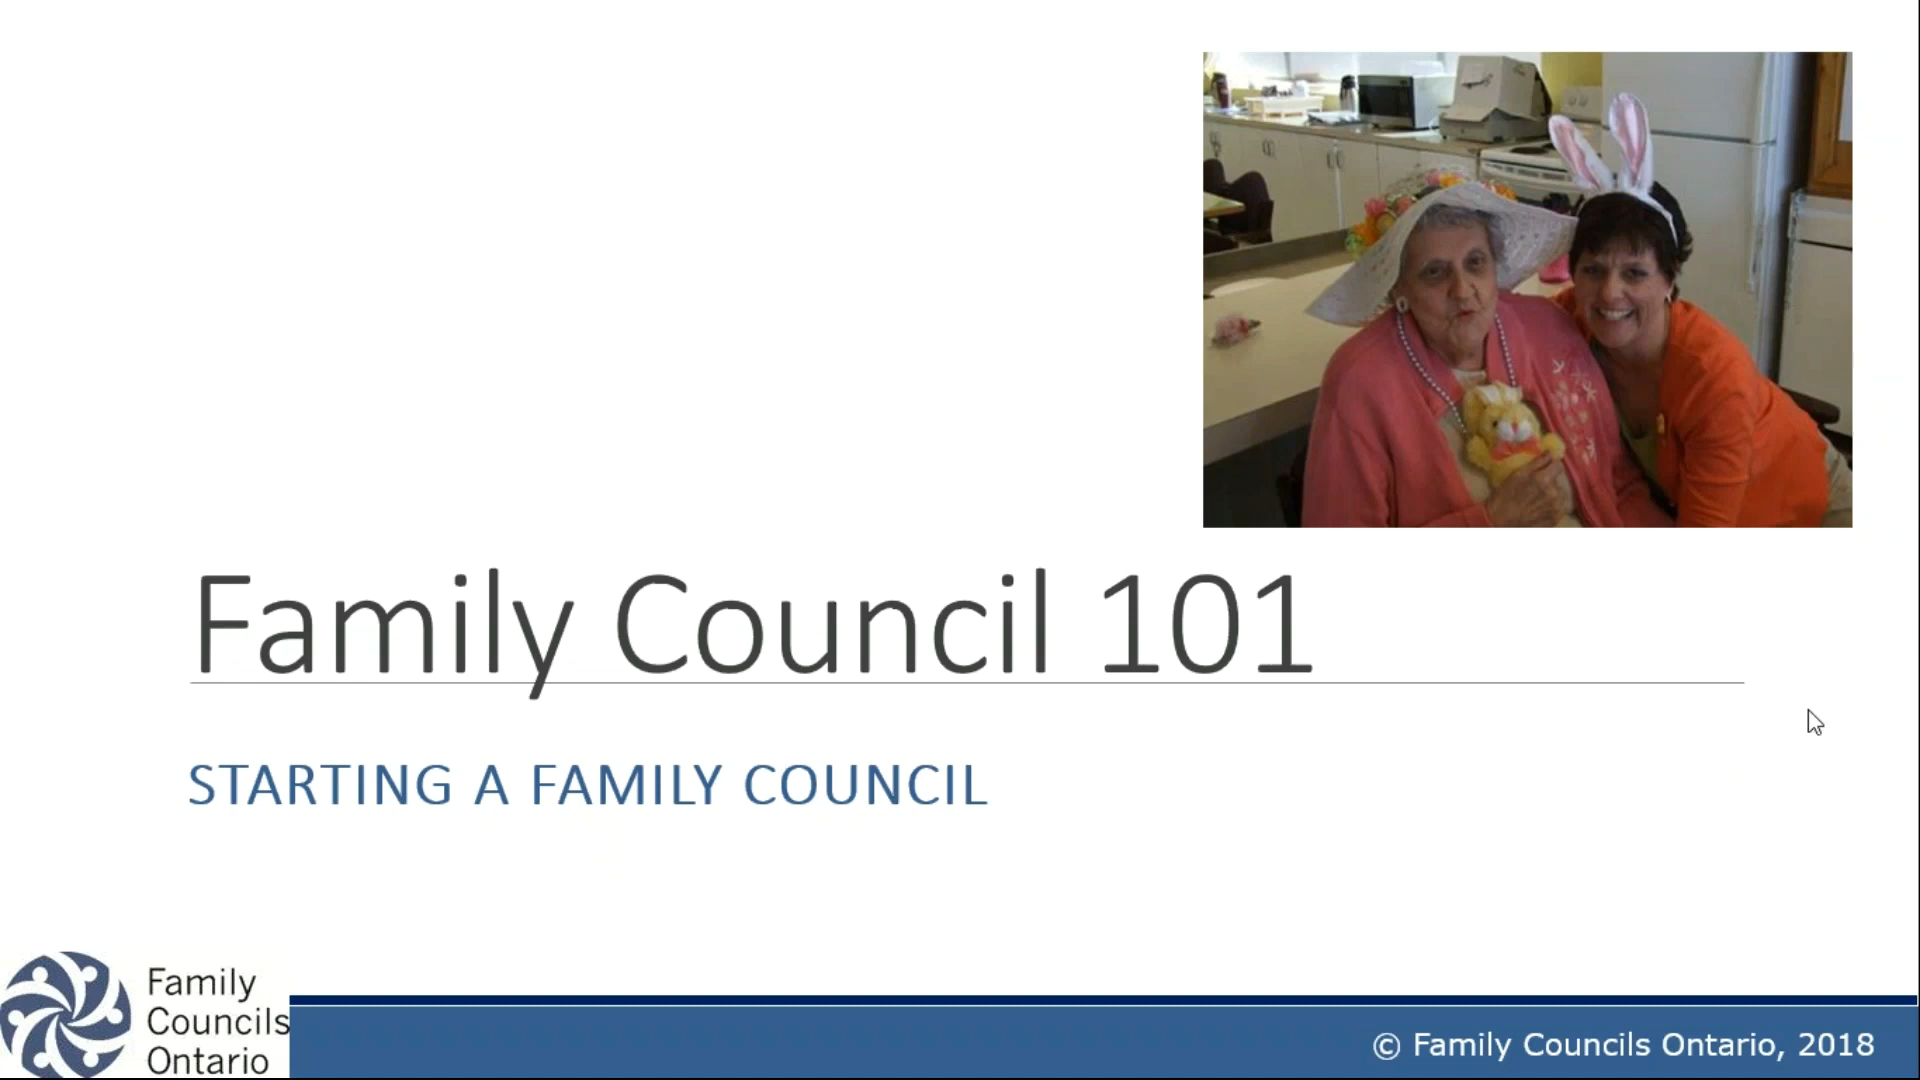 Family Council 101
STARTING A FAMILY COUNCIL
Family
Councils
Ontario
© Family Councils Ontario, 2018